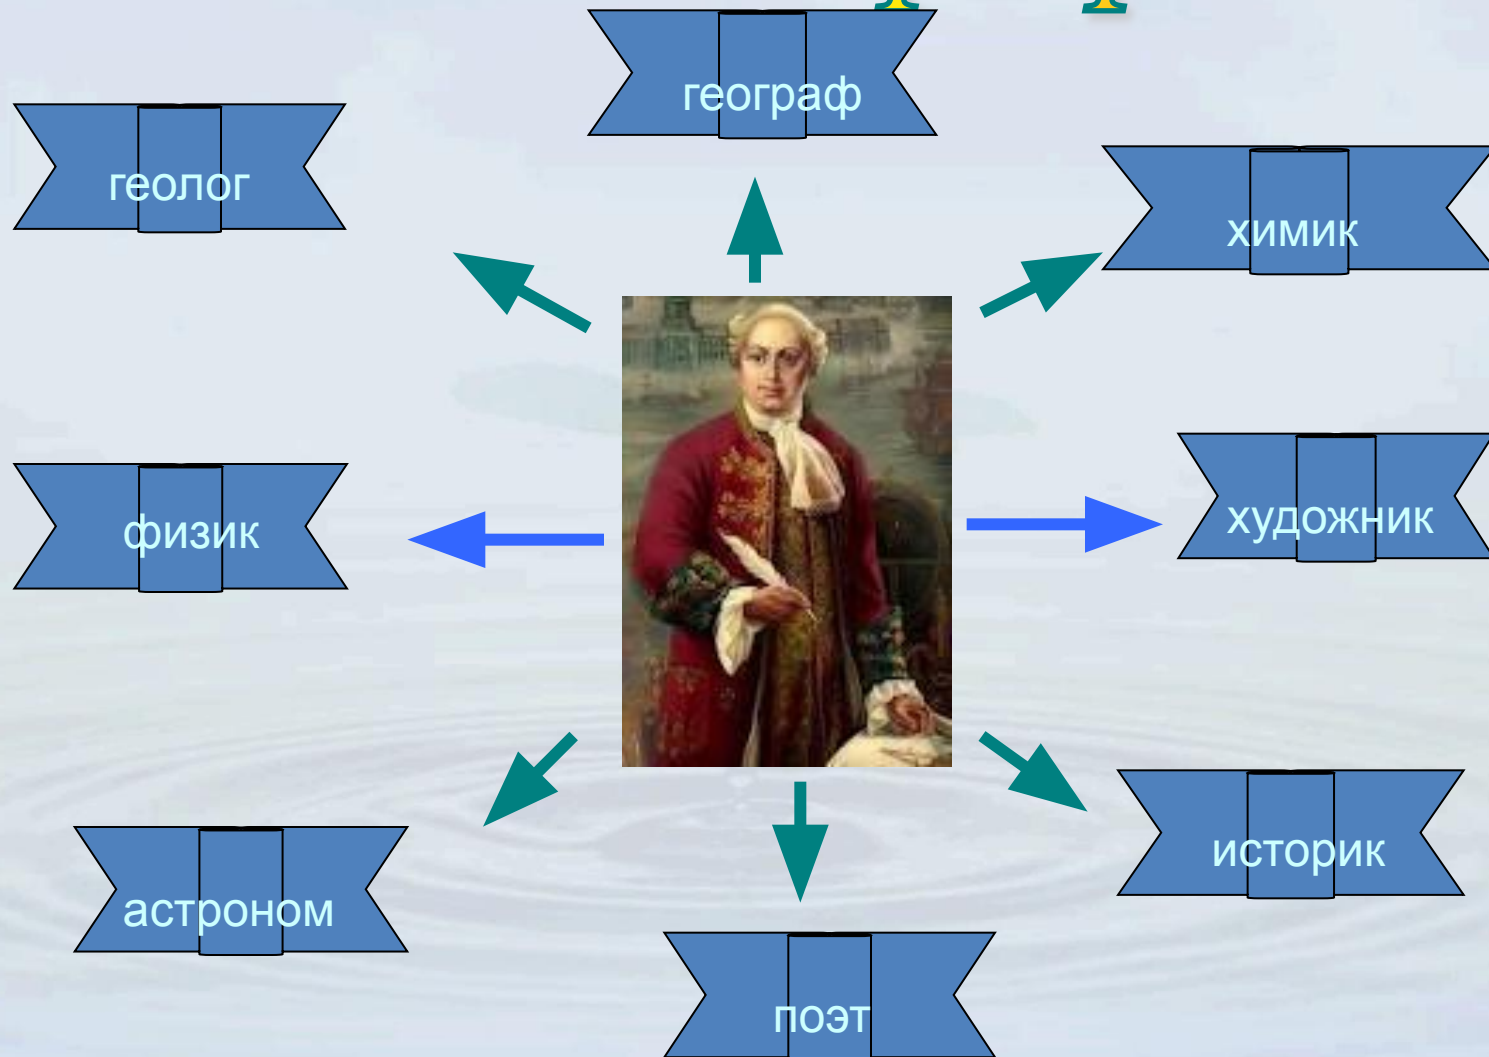 географ
геолог
химик
физик
художник
историк
астроном
поэт